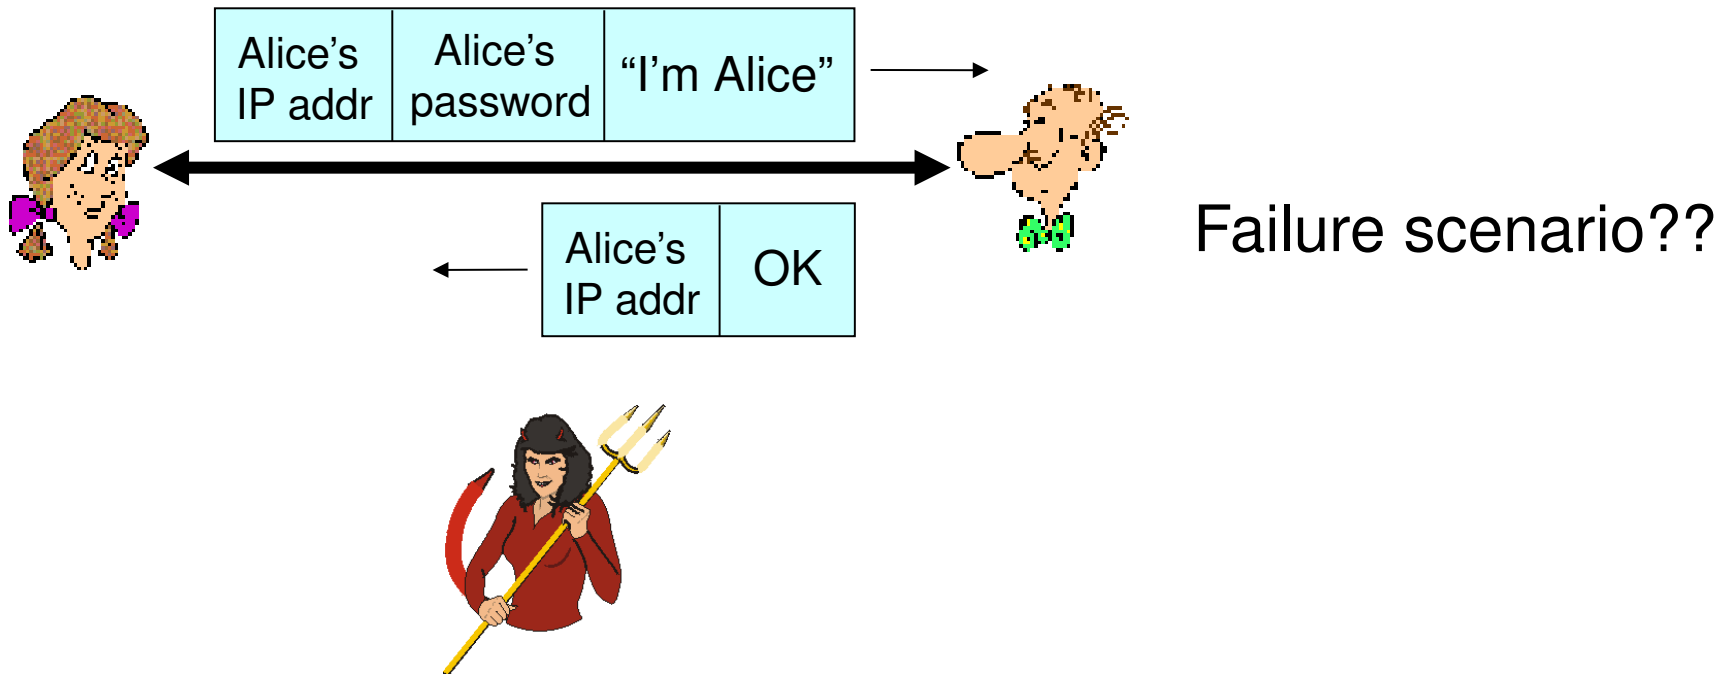 Alice’s
IP addr
Alice’s
password
“I’m Alice”
Alice’s
IP addr
OK
Failure scenario??